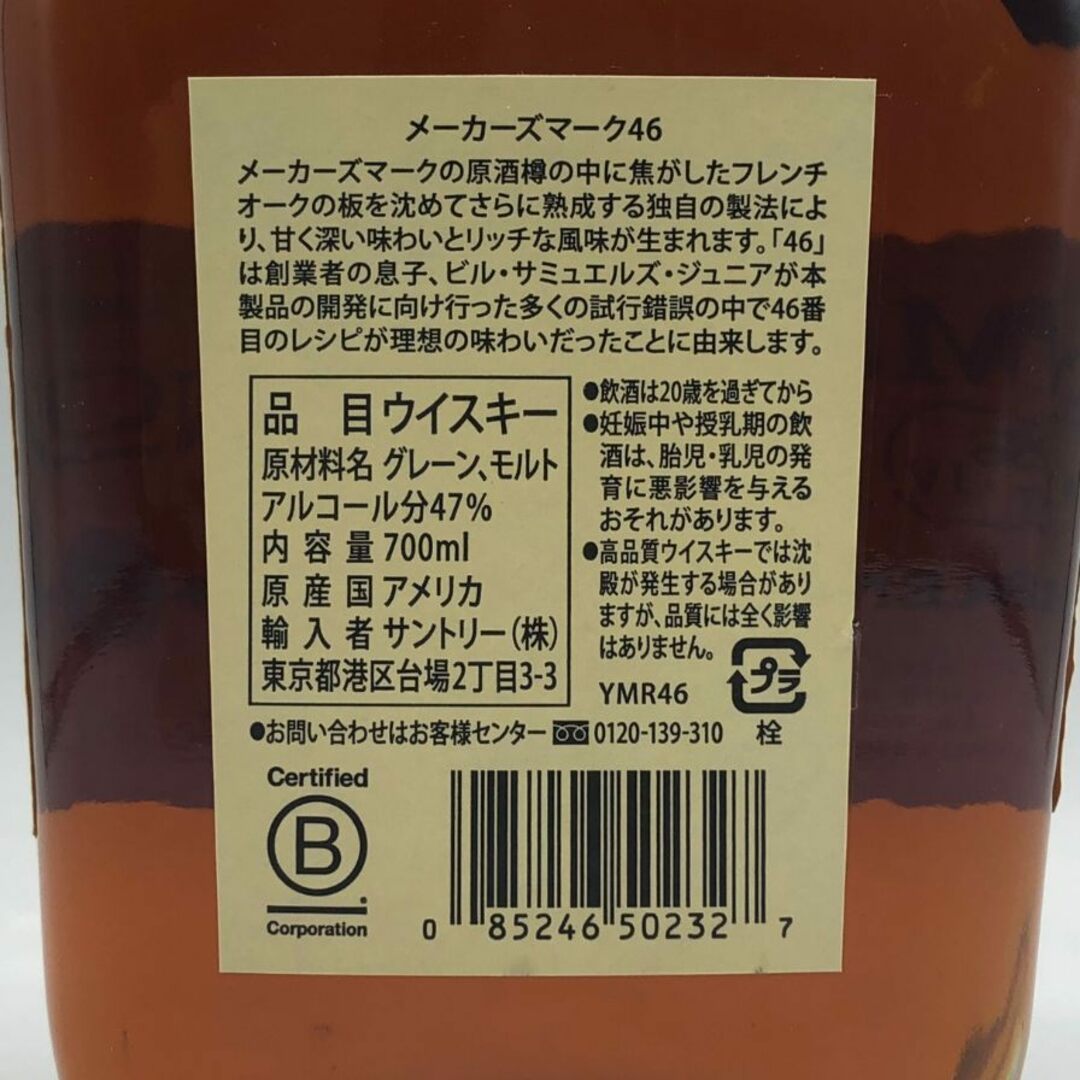 メーカーズマーク46
メーカーズマークの原酒樽の中に焦がしたフレンチ
オークの板を沈めてさらに熟成する独自の製法によ
り、甘く深い味わいとリッチな風味が生まれます。「46」
は創業者の息子、ビル・サミュエルズ・ジュニアが本
製品の開発に向け行った多くの試行錯誤の中で46番
目のレシピが理想の味わいだったことに由来します。
品 目 ウイスキー
原材料名 グレーン、モルト
アルコール分47%
内容量 700ml
原産国 アメリカ
輸入者 サントリー(株)
東京都港区台場2丁目3-3
●飲酒は20歳を過ぎてから
●妊娠中や授乳期の飲
酒は、胎児・乳児の発
育に悪影響を与える
おそれがあります。
●高品質ウイスキーでは沈
殿が発生する場合があり
ますが、品質には全く影響
はありません。
YMR46
プラ
栓
●お問い合わせはお客様センター 0120-139-310
Certified
B
Corporation
0 85246 50232 7